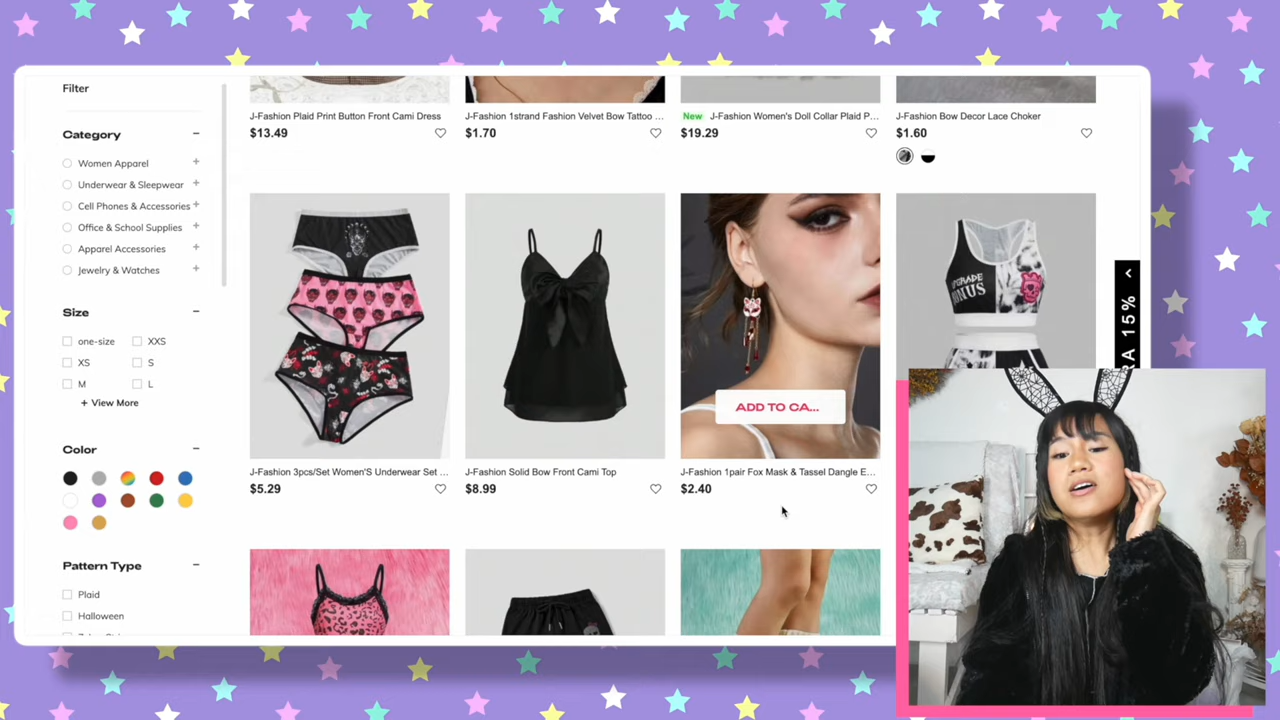 Filter
Category
Women Apparel
Underwear & Sleepwear
Cell Phones & Accessories
Office & School Supplies
Apparel Accessories
Jewelry & Watches
Size
one-size
XXS
XS
S
M
L
+ View More
Color
Pattern Type
Plaid
Halloween
J-Fashion Plaid Print Button Front Cami Dress
$13.49
J-Fashion 1strand Fashion Velvet Bow Tattoo ...
$1.70
New J-Fashion Women's Doll Collar Plaid P...
$19.29
J-Fashion Bow Decor Lace Choker
$1.60
UPGRADE
J-Fashion 3pcs/Set Women'S Underwear Set ...
$5.29
J-Fashion Solid Bow Front Cami Top
$8.99
ADD TO CA...
J-Fashion 1pair Fox Mask & Tassel Dangle E...
$2.40
RA 15%